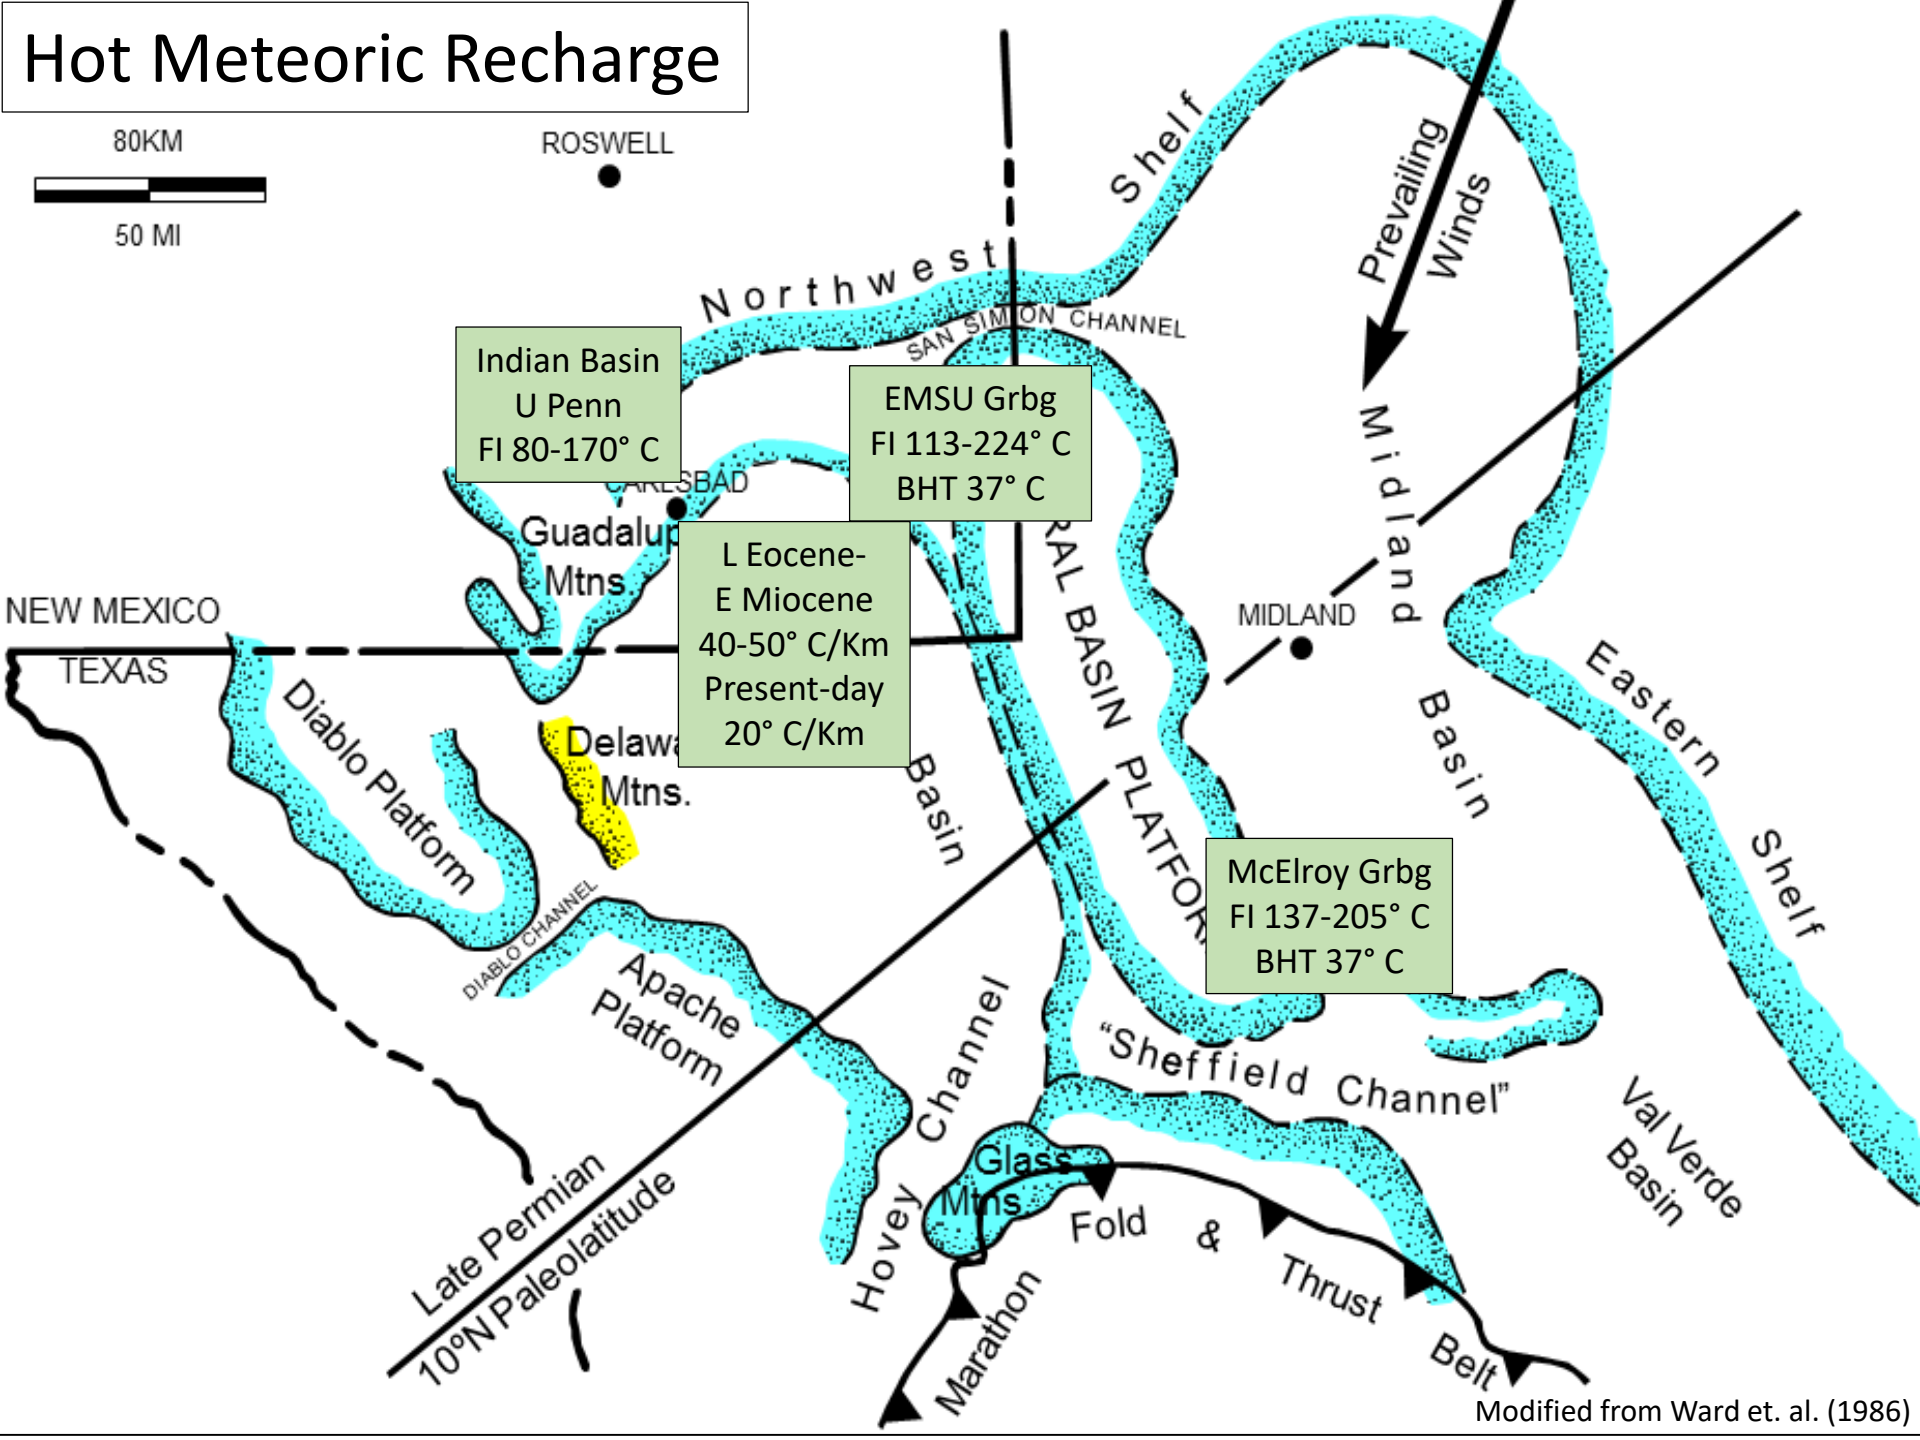 Hot Meteoric Recharge
80KM
50 MI
ROSWELL
Shelf
Prevailing
Winds
Northwest
SAN SIMION CHANNEL
Indian Basin
U Penn
FI 80-170° C
EMSU Grbg
FI 113-224° C
BHT 37° C
CARLSBAD
Guadalup
Mtns
L Eocene-
E Miocene
40-50° C/Km
Present-day
20° C/Km
NEW MEXICO
TEXAS
MIDLAND
Midland
Basin
Eastern
Shelf
RAL BASIN PLATFOR
Diablo Platform
Delawa
Mtns.
Basin
McElroy Grbg
FI 137-205° C
BHT 37° C
DIABLO CHANNEL
Apache
Platform
Hovey Channel
"Sheffield Channel"
Val Verde
Basin
Glass
Mtns
Late Permian
10°N Paleolatitude
Marathon
Fold & Thrust Belt
Modified from Ward et. al. (1986)